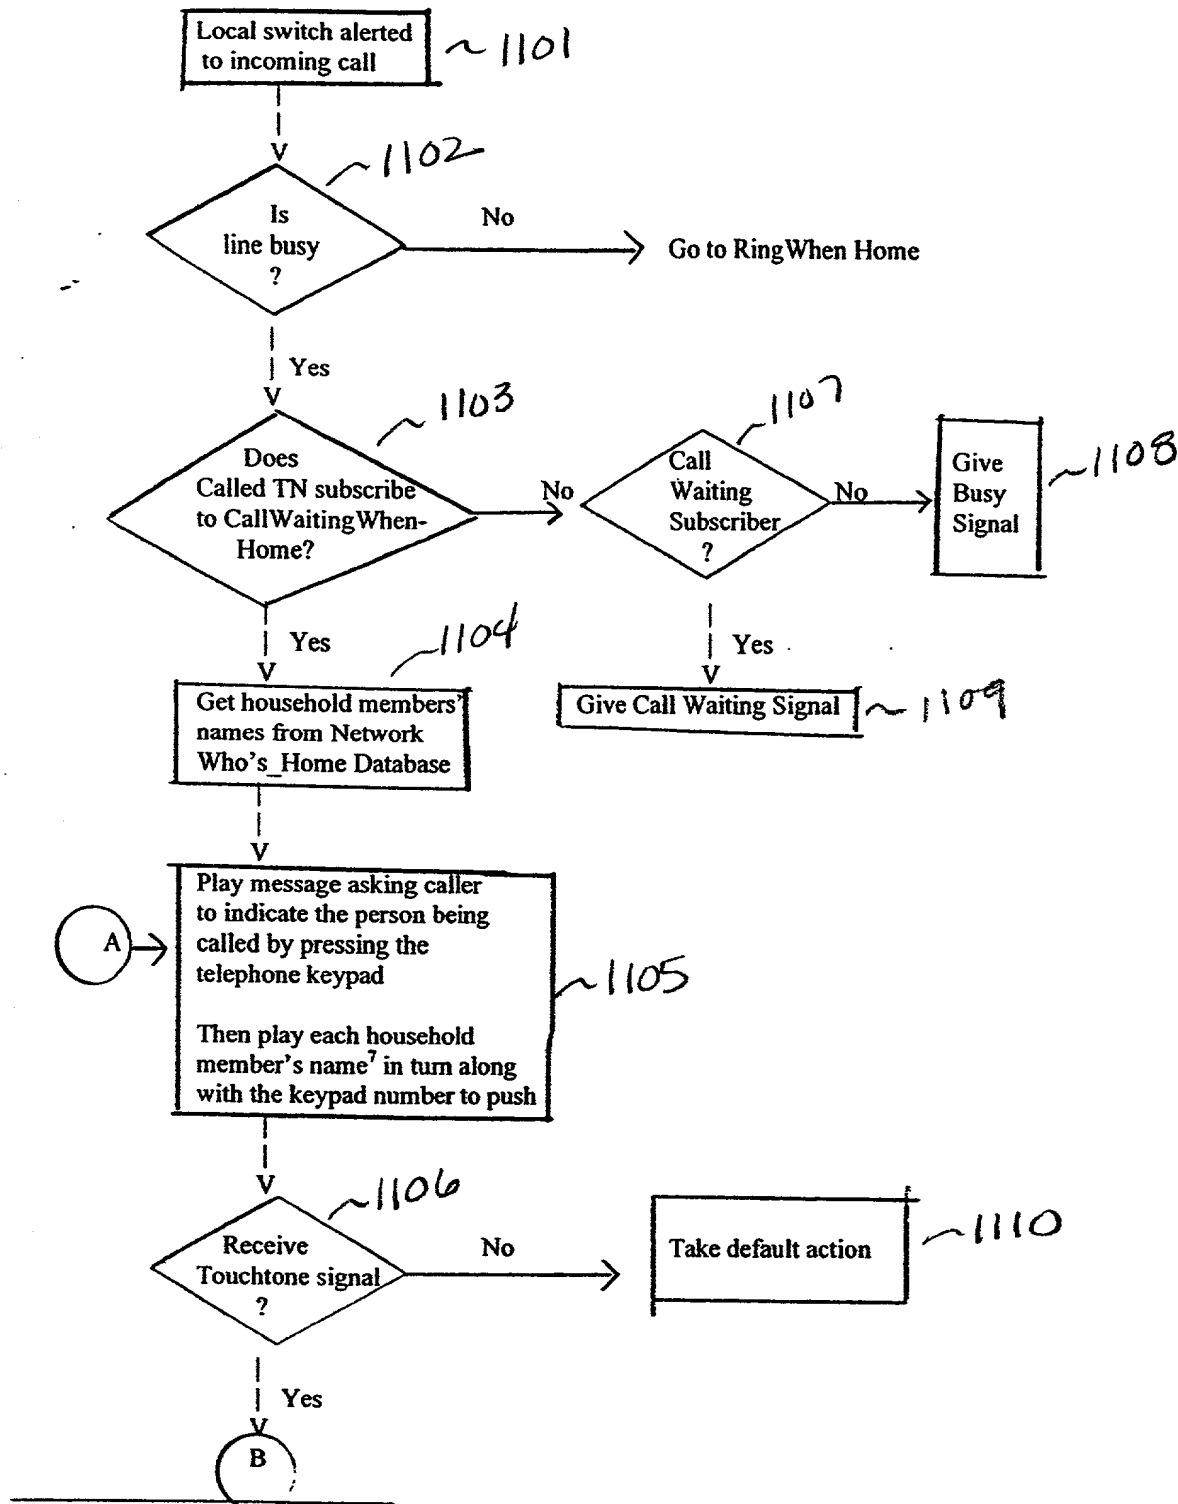 Local switch alerted
to incoming call
~ 1101
V
1102
Is
line busy
?
No
Go to RingWhen Home
Yes
V
1103
Does
Called TN subscribe
to CallWaitingWhen-
Home?
No
1107
Call
Waiting
Subscriber
?
No
1108
Give
Busy
Signal
Yes
V
1104
Get household members'
names from Network
Who's_Home Database
Yes
V
Give Call Waiting Signal
~ 1109
V
A
Play message asking caller
to indicate the person being
called by pressing the
telephone keypad
Then play each household
member's name⁷ in turn along
with the keypad number to push
~1105
V
1106
Receive
Touchtone signal
?
No
Take default action
~1110
Yes
V
B